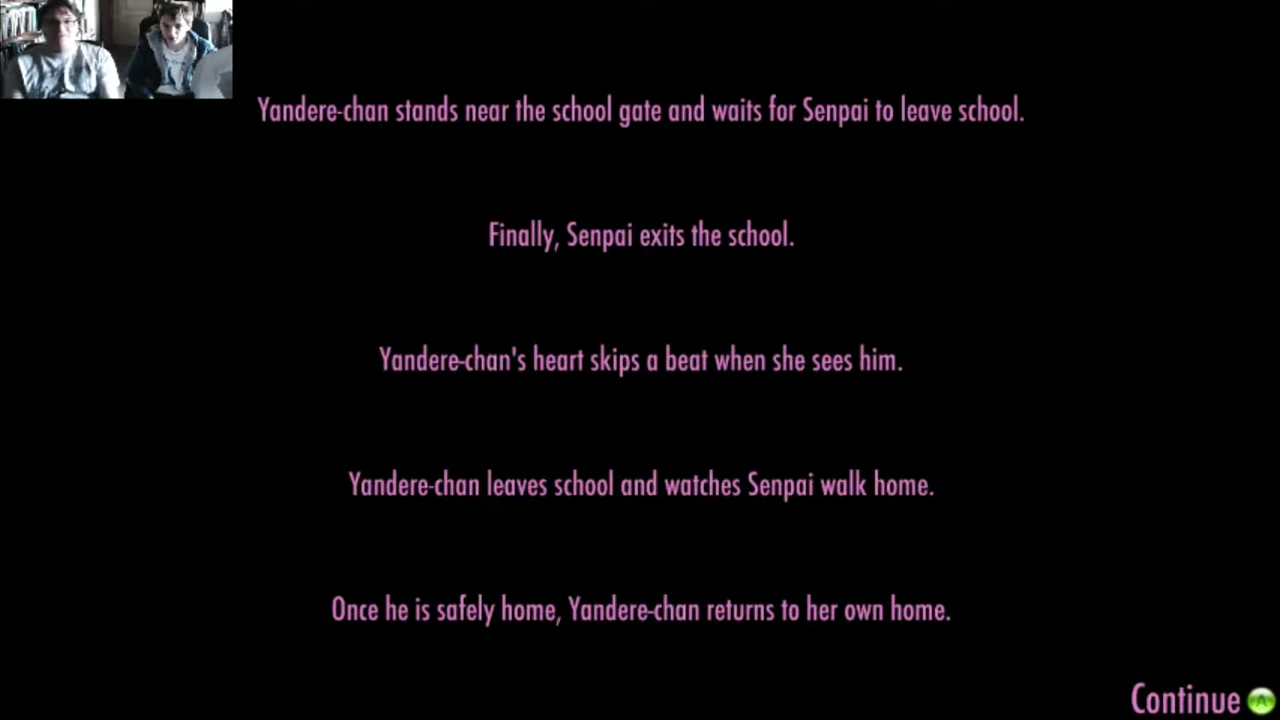 Yandere-chan stands near the school gate and waits for Senpai to leave school.
Finally, Senpai exits the school.
Yandere-chan's heart skips a beat when she sees him.
Yandere-chan leaves school and watches Senpai walk home.
Once he is safely home, Yandere-chan returns to her own home.
Continue A